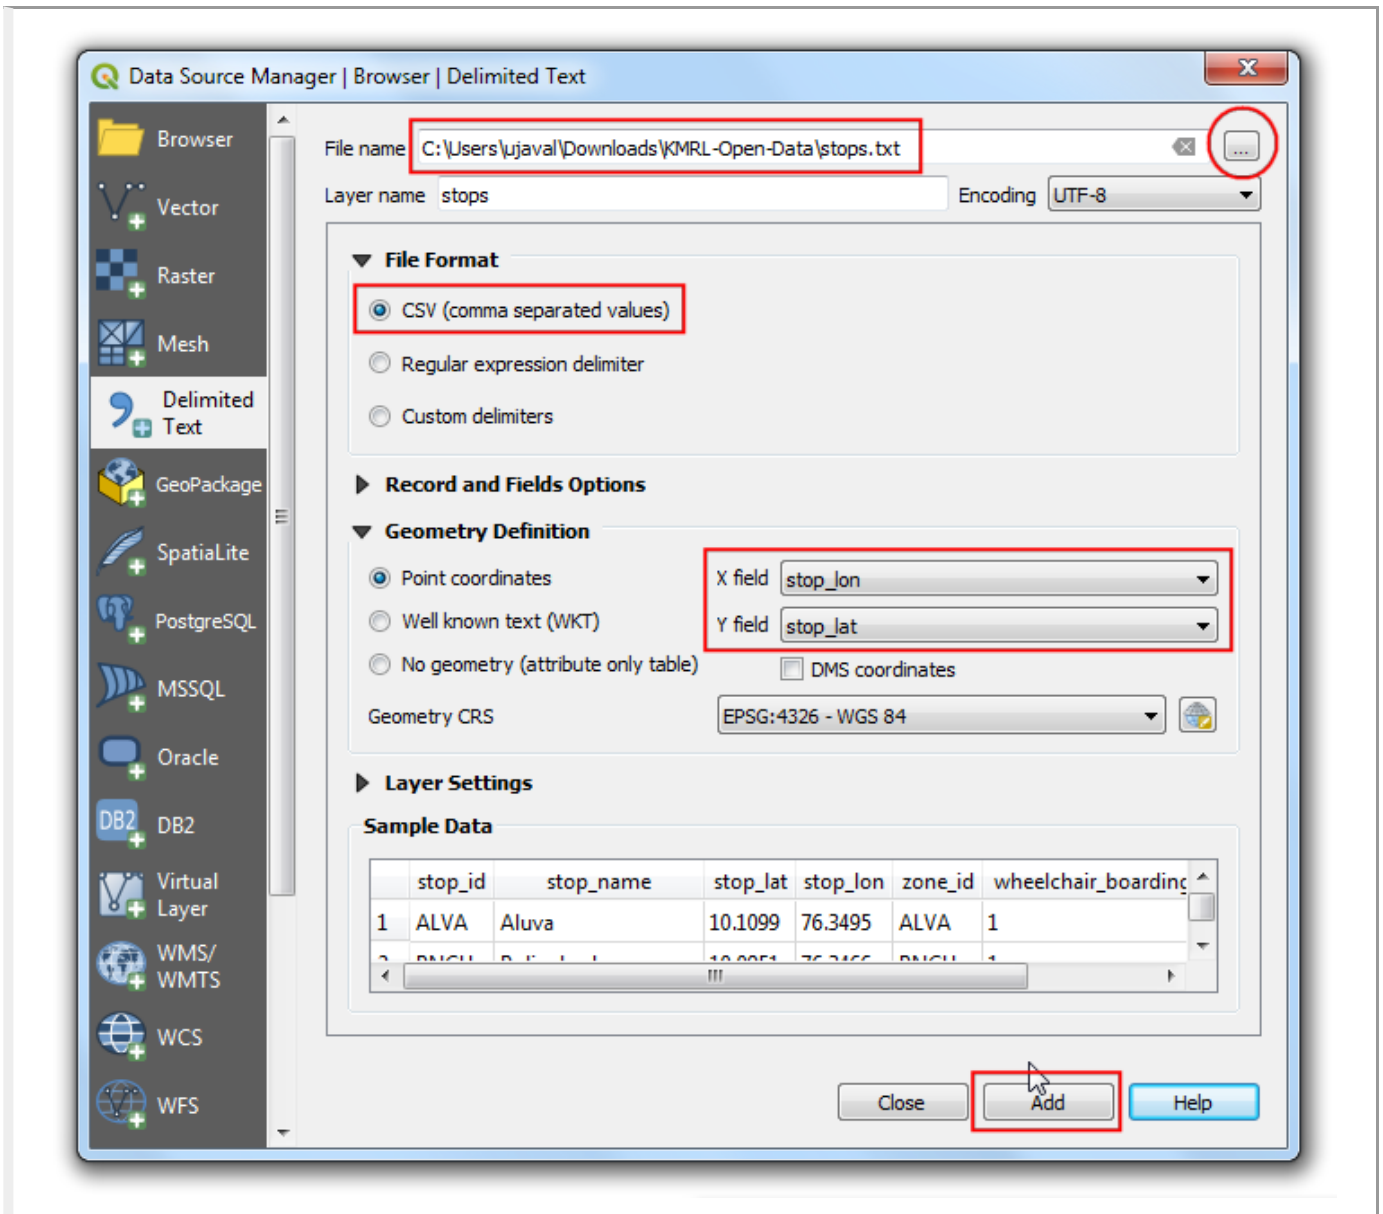 Data Source Manager | Browser | Delimited Text
Browser
Vector
Raster
Mesh
Delimited
Text
GeoPackage
SpatiaLite
PostgreSQL
MSSQL
Oracle
DB2 DB2
Virtual
Layer
WMS/
WMTS
WCS
WFS
File name C:\Users\ujaval\Downloads\KMRL-Open-Data\stops.txt ...
Layer name stops Encoding UTF-8
File Format
CSV (comma separated values)
Regular expression delimiter
Custom delimiters
Record and Fields Options
Geometry Definition
Point coordinates X field stop_lon
Well known text (WKT) Y field stop_lat
No geometry (attribute only table) DMS coordinates
Geometry CRS EPSG:4326 - WGS 84
Layer Settings
Sample Data
stop_id stop_name stop_lat stop_lon zone_id wheelchair_boarding
1 ALVA Aluva 10.1099 76.3495 ALVA 1
Close Add Help